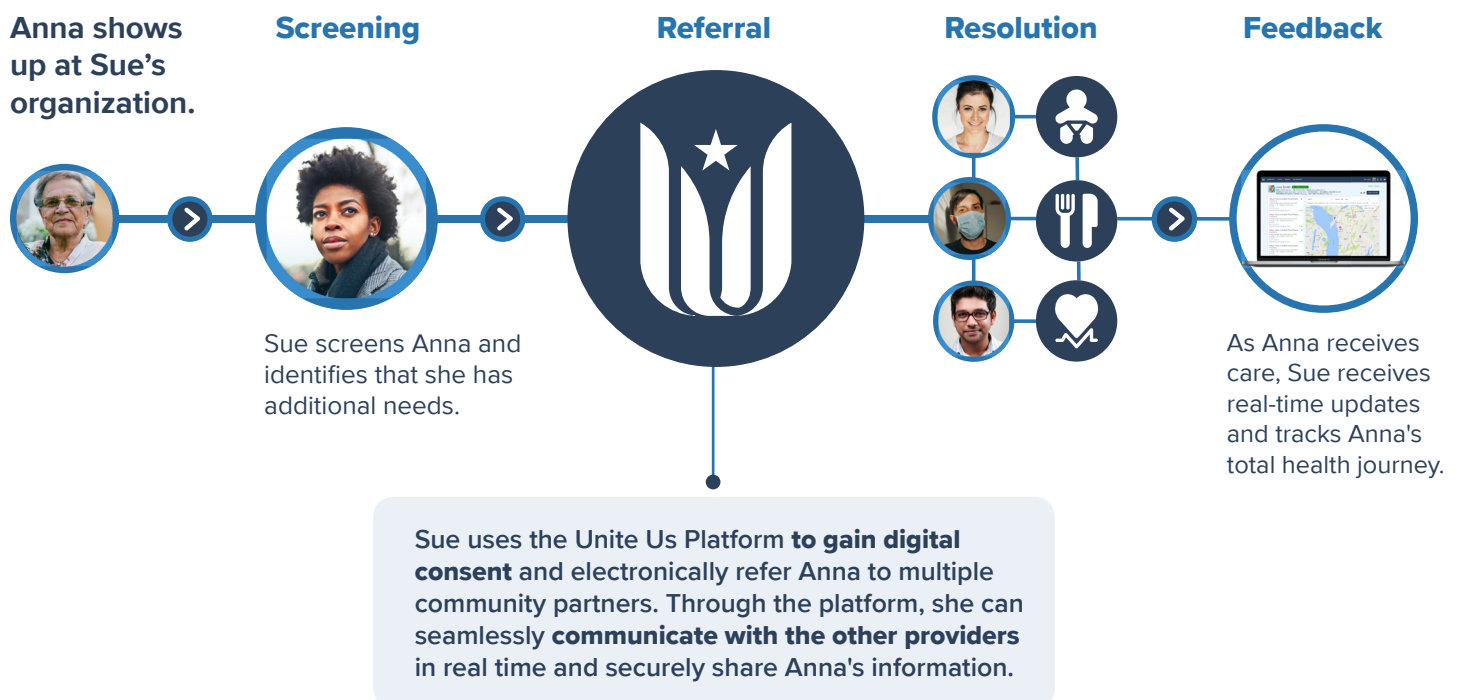 Anna shows
up at Sue’s
organization.
Screening
Referral
Resolution
Feedback
Sue screens Anna and
identifies that she has
additional needs.
As Anna receives
care, Sue receives
real-time updates
and tracks Anna's
total health journey.
Sue uses the Unite Us Platform to gain digital
consent and electronically refer Anna to multiple
community partners. Through the platform, she can
seamlessly communicate with the other providers
in real time and securely share Anna's information.